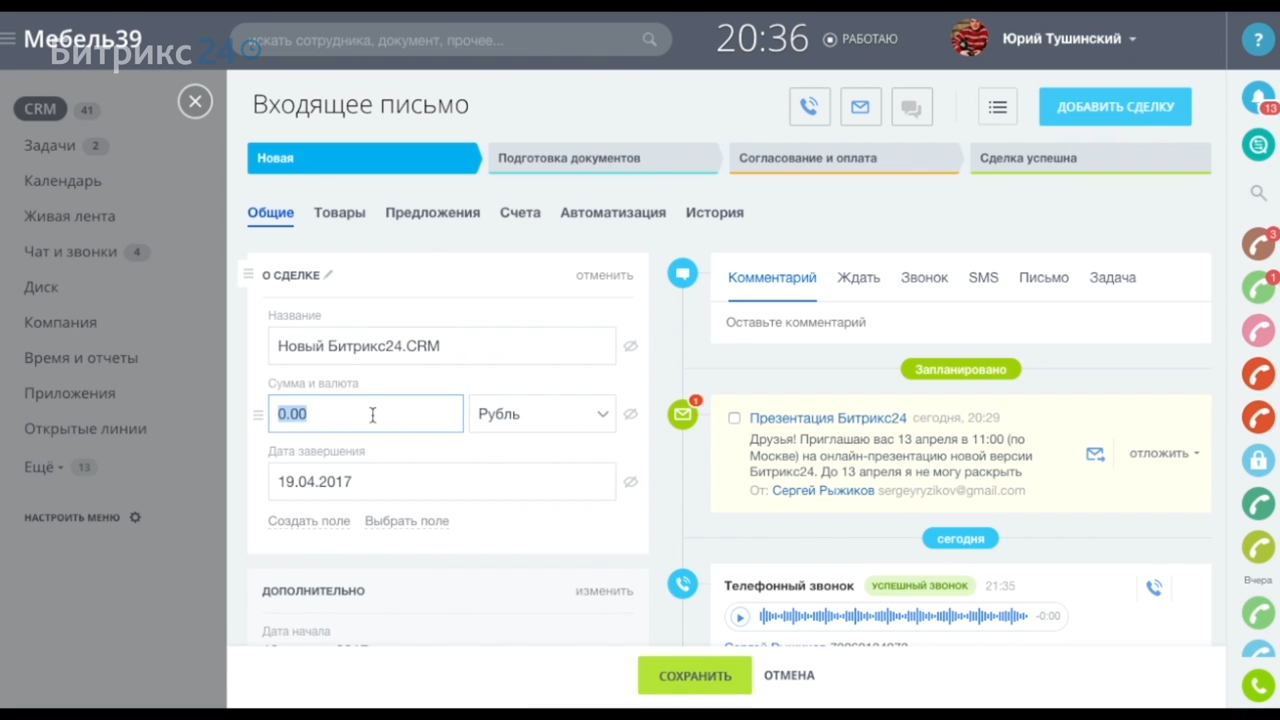 Мебель39
Битрикс24
искать сотрудника, документ, прочее...
20:36
РАБОТАЮ
Юрий Тушинский
?
CRM 41
Задачи 2
Календарь
Живая лента
Чат и звонки 4
Диск
Компания
Время и отчеты
Приложения
Открытые линии
Ещё 13
НАСТРОИТЬ МЕНЮ
Входящее письмо
ДОБАВИТЬ СДЕЛКУ
Новая
Подготовка документов
Согласование и оплата
Сделка успешна
Общие
Товары
Предложения
Счета
Автоматизация
История
О СДЕЛКЕ
отменить
Название
Новый Битрикс24.CRM
Сумма и валюта
0.00
Рубль
Дата завершения
19.04.2017
Создать поле
Выбрать поле
ДОПОЛНИТЕЛЬНО
изменить
Дата начала
Комментарий
Ждать
Звонок
SMS
Письмо
Задача
Оставьте комментарий
Запланировано
1
Презентация Битрикс24 сегодня, 20:29
Друзья! Приглашаю вас 13 апреля в 11:00 (по
Москве) на онлайн-презентацию новой версии
Битрикс24. До 13 апреля я не могу раскрыть
От: Сергей Рыжиков sergeyryzikov@gmail.com
ОТЛОЖИТЬ
сегодня
Телефонный звонок
УСПЕШНЫЙ ЗВОНОК
21:35
-0:00
СОХРАНИТЬ
ОТМЕНА
13
3
1
Вчера